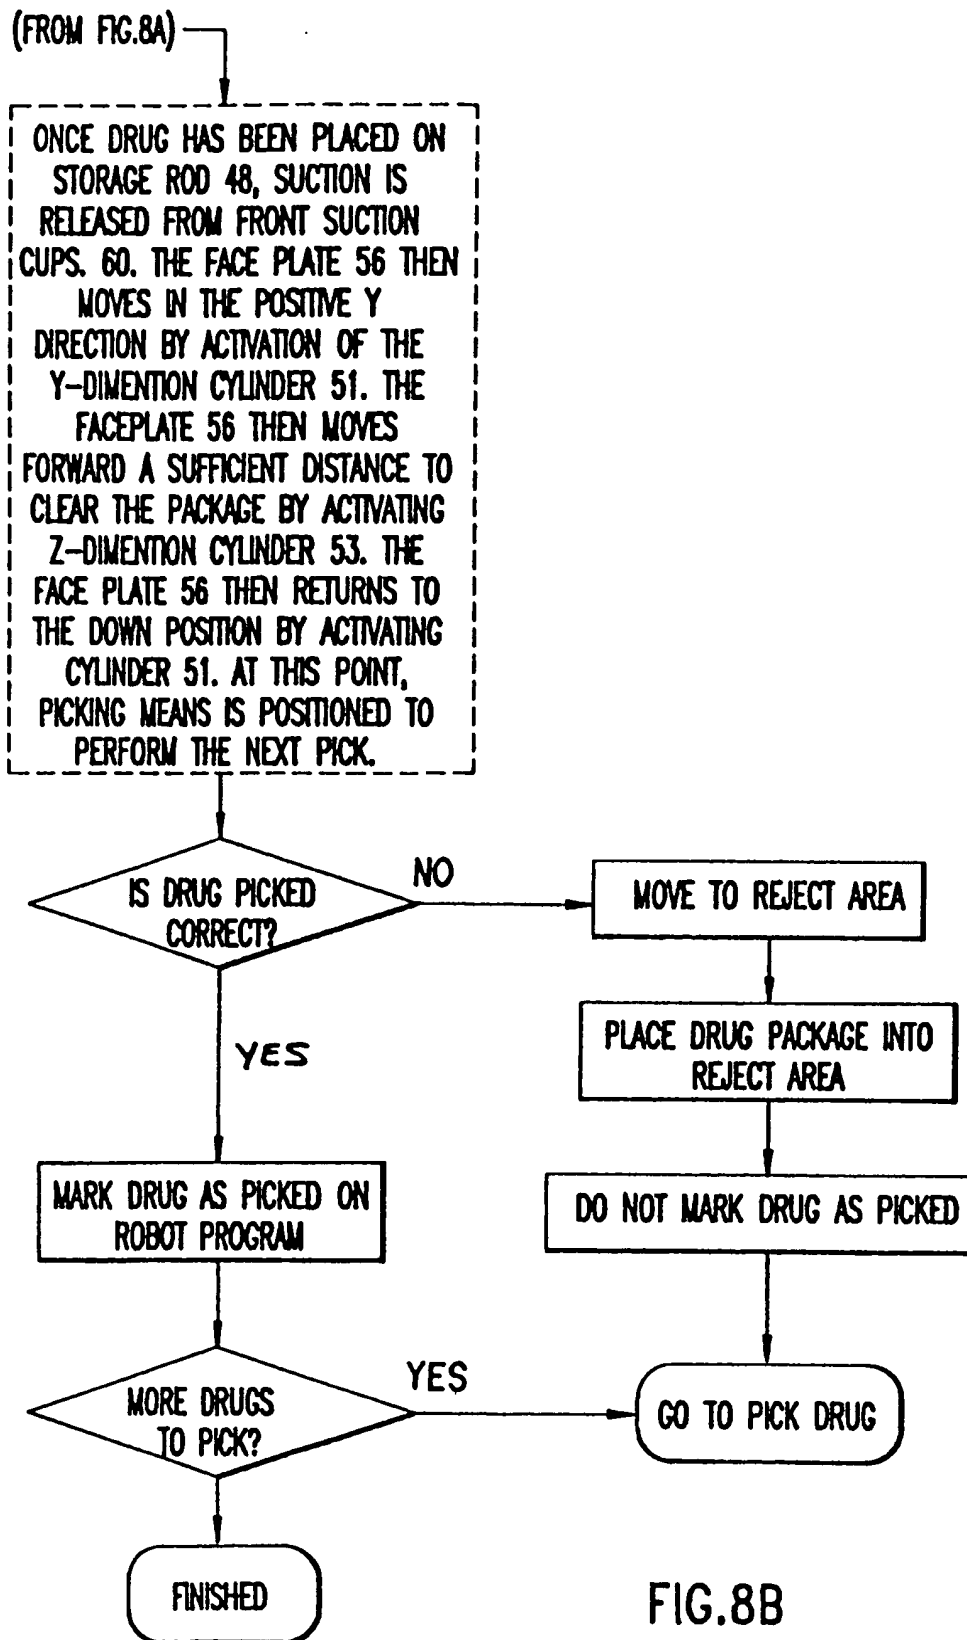 (FROM FIG.8A)
ONCE DRUG HAS BEEN PLACED ON
STORAGE ROD 48, SUCTION IS
RELEASED FROM FRONT SUCTION
CUPS. 60. THE FACE PLATE 56 THEN
MOVES IN THE POSITIVE Y
DIRECTION BY ACTIVATION OF THE
Y-DIMENTION CYLINDER 51. THE
FACEPLATE 56 THEN MOVES
FORWARD A SUFFICIENT DISTANCE TO
CLEAR THE PACKAGE BY ACTIVATING
Z-DIMENTION CYLINDER 53. THE
FACE PLATE 56 THEN RETURNS TO
THE DOWN POSITION BY ACTIVATING
CYLINDER 51. AT THIS POINT,
PICKING MEANS IS POSITIONED TO
PERFORM THE NEXT PICK.
IS DRUG PICKED
CORRECT?
NO
MOVE TO REJECT AREA
PLACE DRUG PACKAGE INTO
REJECT AREA
YES
MARK DRUG AS PICKED ON
ROBOT PROGRAM
DO NOT MARK DRUG AS PICKED
MORE DRUGS
TO PICK?
YES
GO TO PICK DRUG
FINISHED
FIG.8B